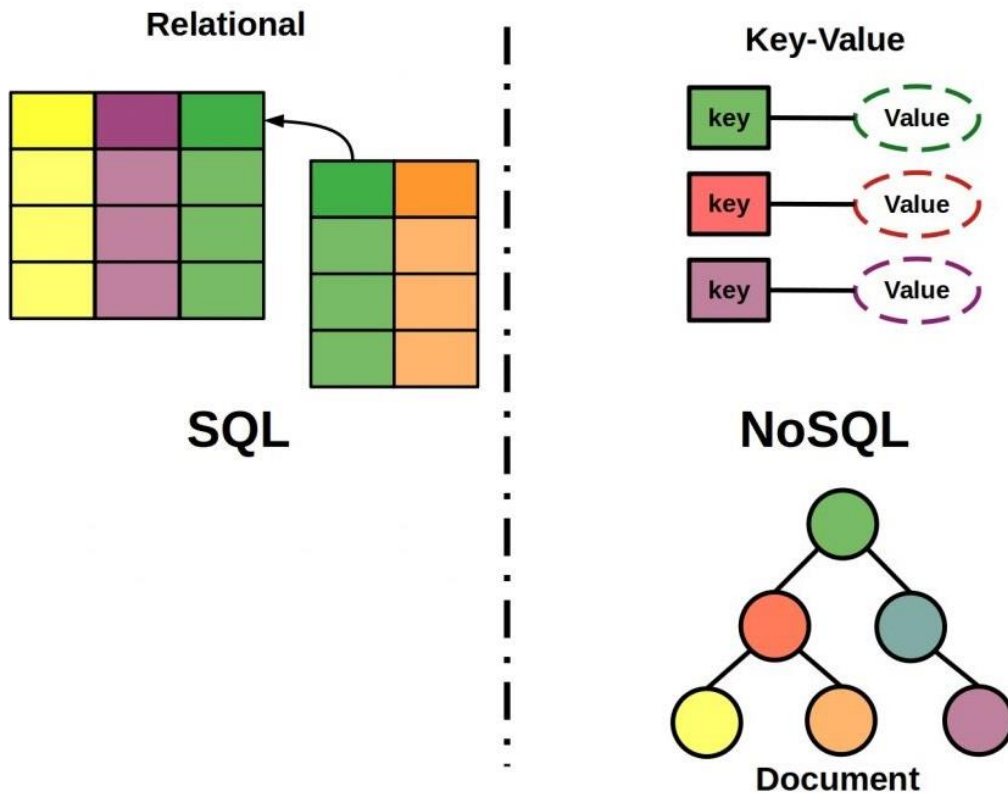 Relational
SQL
Key-Value
key Value
key Value
key Value
NoSQL
Document